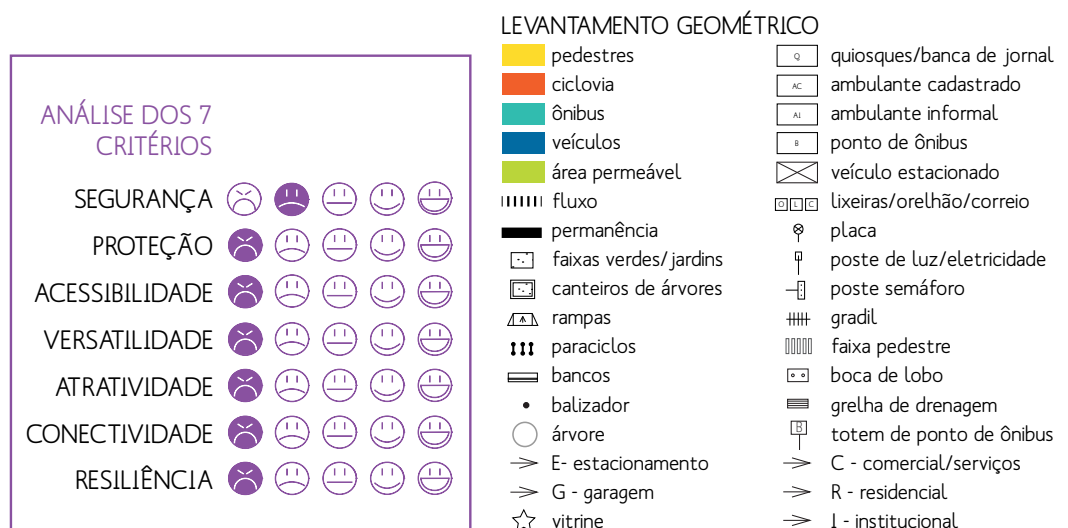 ANÁLISE DOS 7
CRITÉRIOS
SEGURANÇA
PROTEÇÃO
ACESSIBILIDADE
VERSATILIDADE
ATRATIVIDADE
CONECTIVIDADE
RESILIÊNCIA
LEVANTAMENTO GEOMÉTRICO
pedestres
ciclovia
ônibus
veículos
área permeável
fluxo
permanência
faixas verdes/jardins
canteiros de árvores
rampas
paraciclos
bancos
balizador
árvore
E- estacionamento
G - garagem
vitrine
Q quiosques/banca de jornal
AC ambulante cadastrado
AI ambulante informal
B ponto de ônibus
veículo estacionado
O L C lixeiras/orelhão/correio
placa
poste de luz/eletricidade
poste semáforo
gradil
faixa pedestre
boca de lobo
grelha de drenagem
B totem de ponto de ônibus
C - comercial/serviços
R - residencial
I - institucional